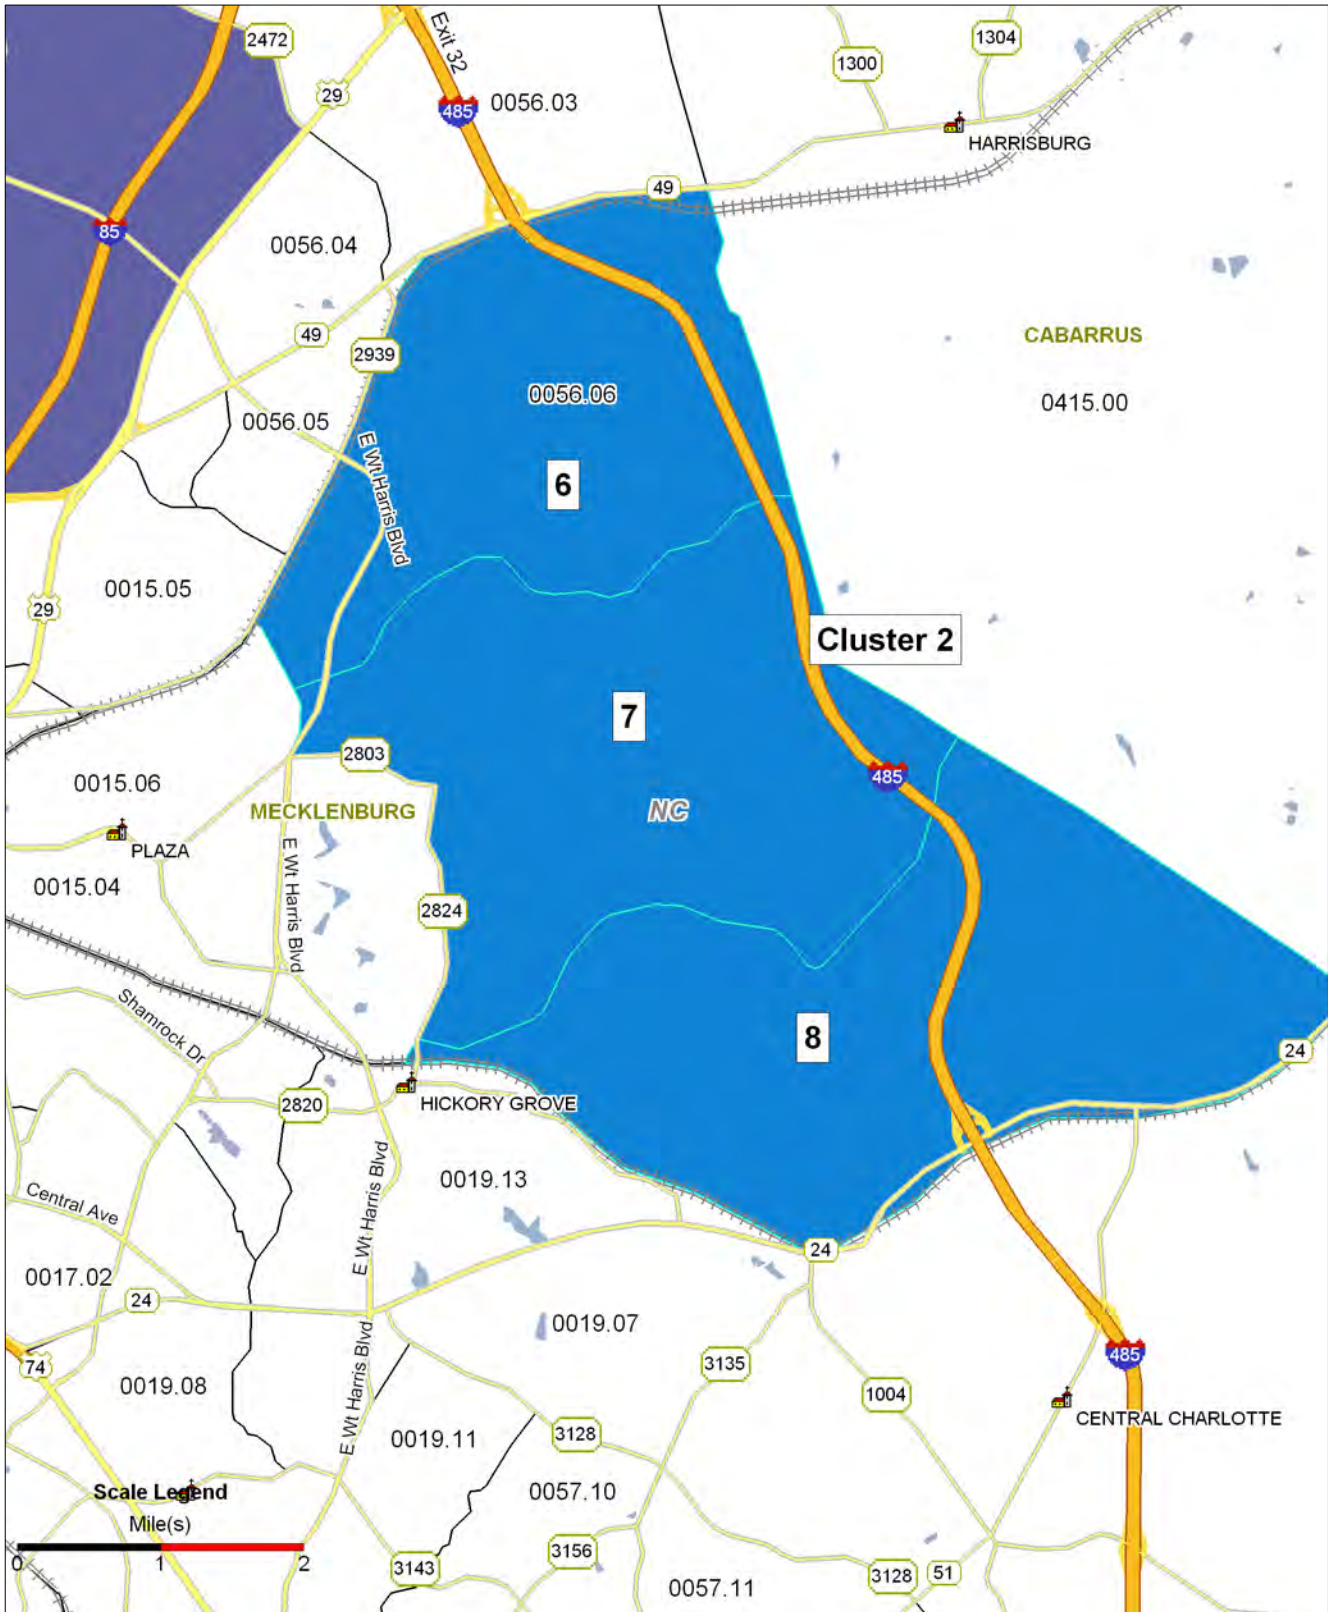 2472
Exit 32
1304
1300
29
485
0056.03
HARRISBURG
49
85
0056.04
49
2939
CABARRUS
0056.06
0415.00
0056.05
E Wt Harris Blvd
6
0015.05
29
Cluster 2
7
2803
485
0015.06
MECKLENBURG
NC
PLAZA
E Wt Harris Blvd
0015.04
2824
Shamrock Dr
8
24
2820
HICKORY GROVE
0019.13
E Wt Harris Blvd
Central Ave
24
0017.02
24
0019.07
E Wt Harris Blvd
74
3135
485
0019.08
1004
CENTRAL CHARLOTTE
0019.11
3128
Scale Legend
0057.10
Mile(s)
0 1 2
3156
3143
3128
51
0057.11